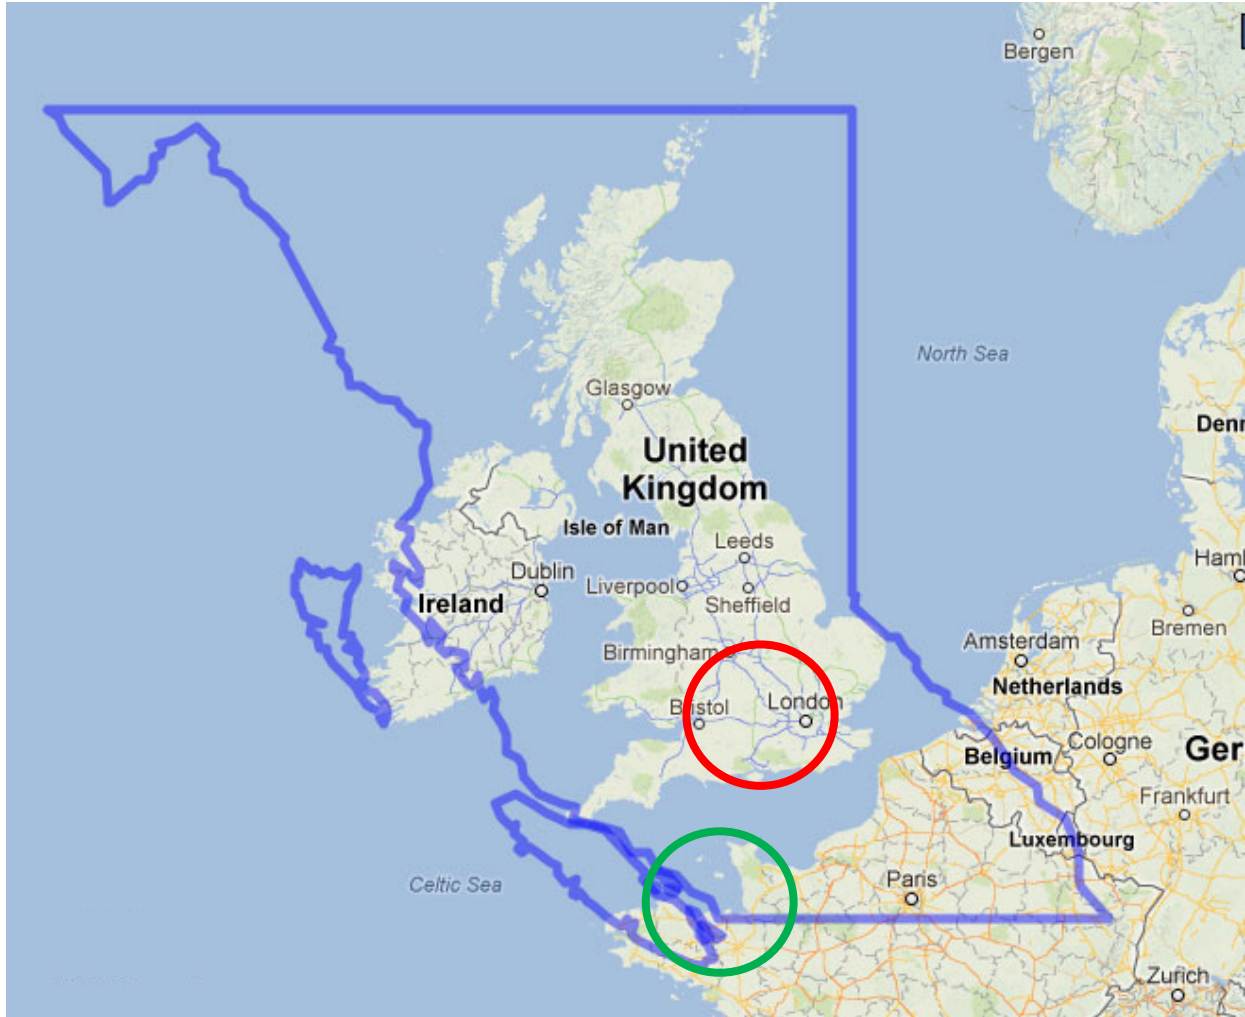 Bergen
North Sea
Glasgow
United
Kingdom
Denr
Isle of Man
Leeds
Dublin
Liverpool
Ireland
Sheffield
Haml
Bremen
Birmingham
Amsterdam
Netherlands
Bristol
London
Belgium
Cologne
Ger
Frankfurt
Luxembourg
Celtic Sea
Paris
Zurich